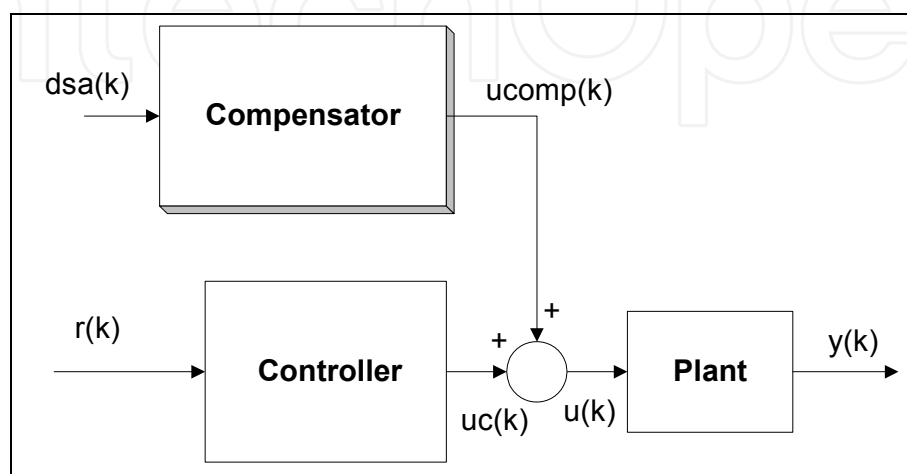 dsa(k)
Compensator
ucomp(k)
r(k)
Controller
+
+
uc(k)
u(k)
Plant
y(k)